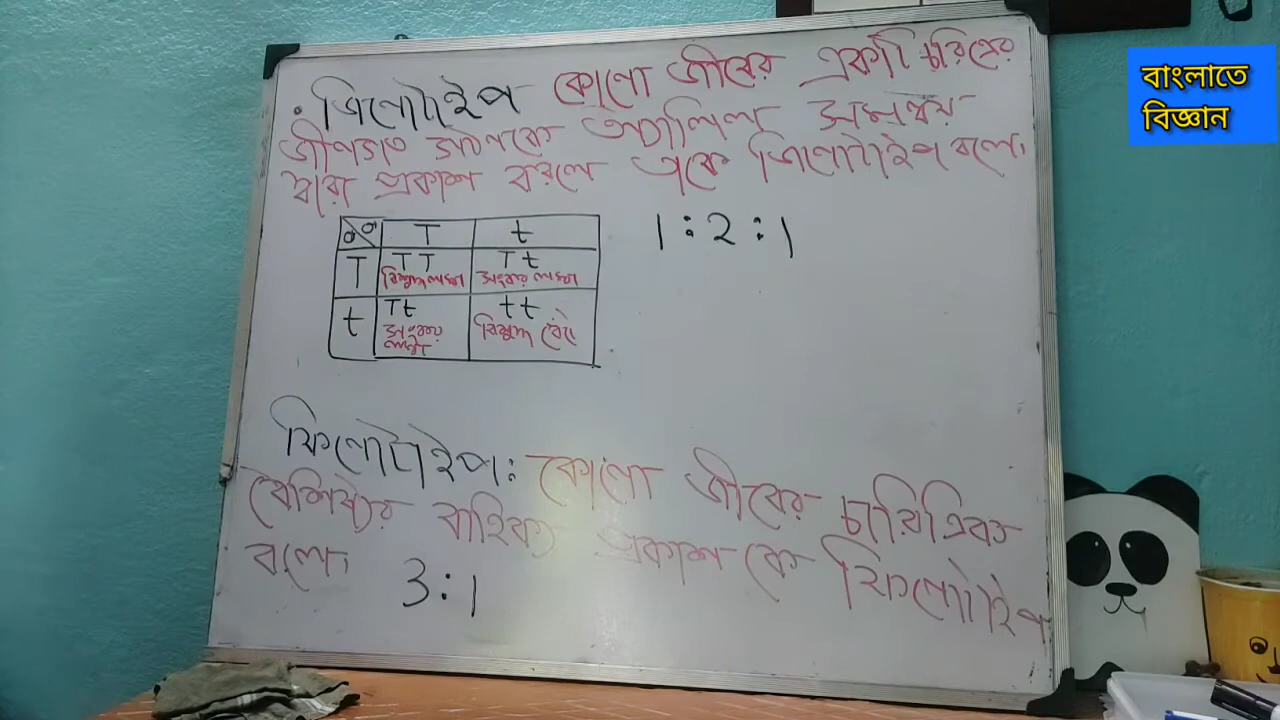 বাংলাতে
বিজ্ঞান
• জিনোটাইপ কোনো জীবের একটা চরিত্রের
জীনগত গঠনকে অ্যালিল সমন্বয়
দ্বারা প্রকাশ করলে একে জিনোটাইপ বলে।
♂♀ T t
T TT Tt
বিশুদ্ধ লম্বা সংকর লম্বা
t Tt tt
সংকর লম্বা বিশুদ্ধ বেঁটে
1:2:1
ফিনোটাইপ: কোনো জীবের চারিত্রিক
বৈশিষ্ট্যের বাহ্যিক প্রকাশ কে ফিনোটাইপ
বলে।
3:1